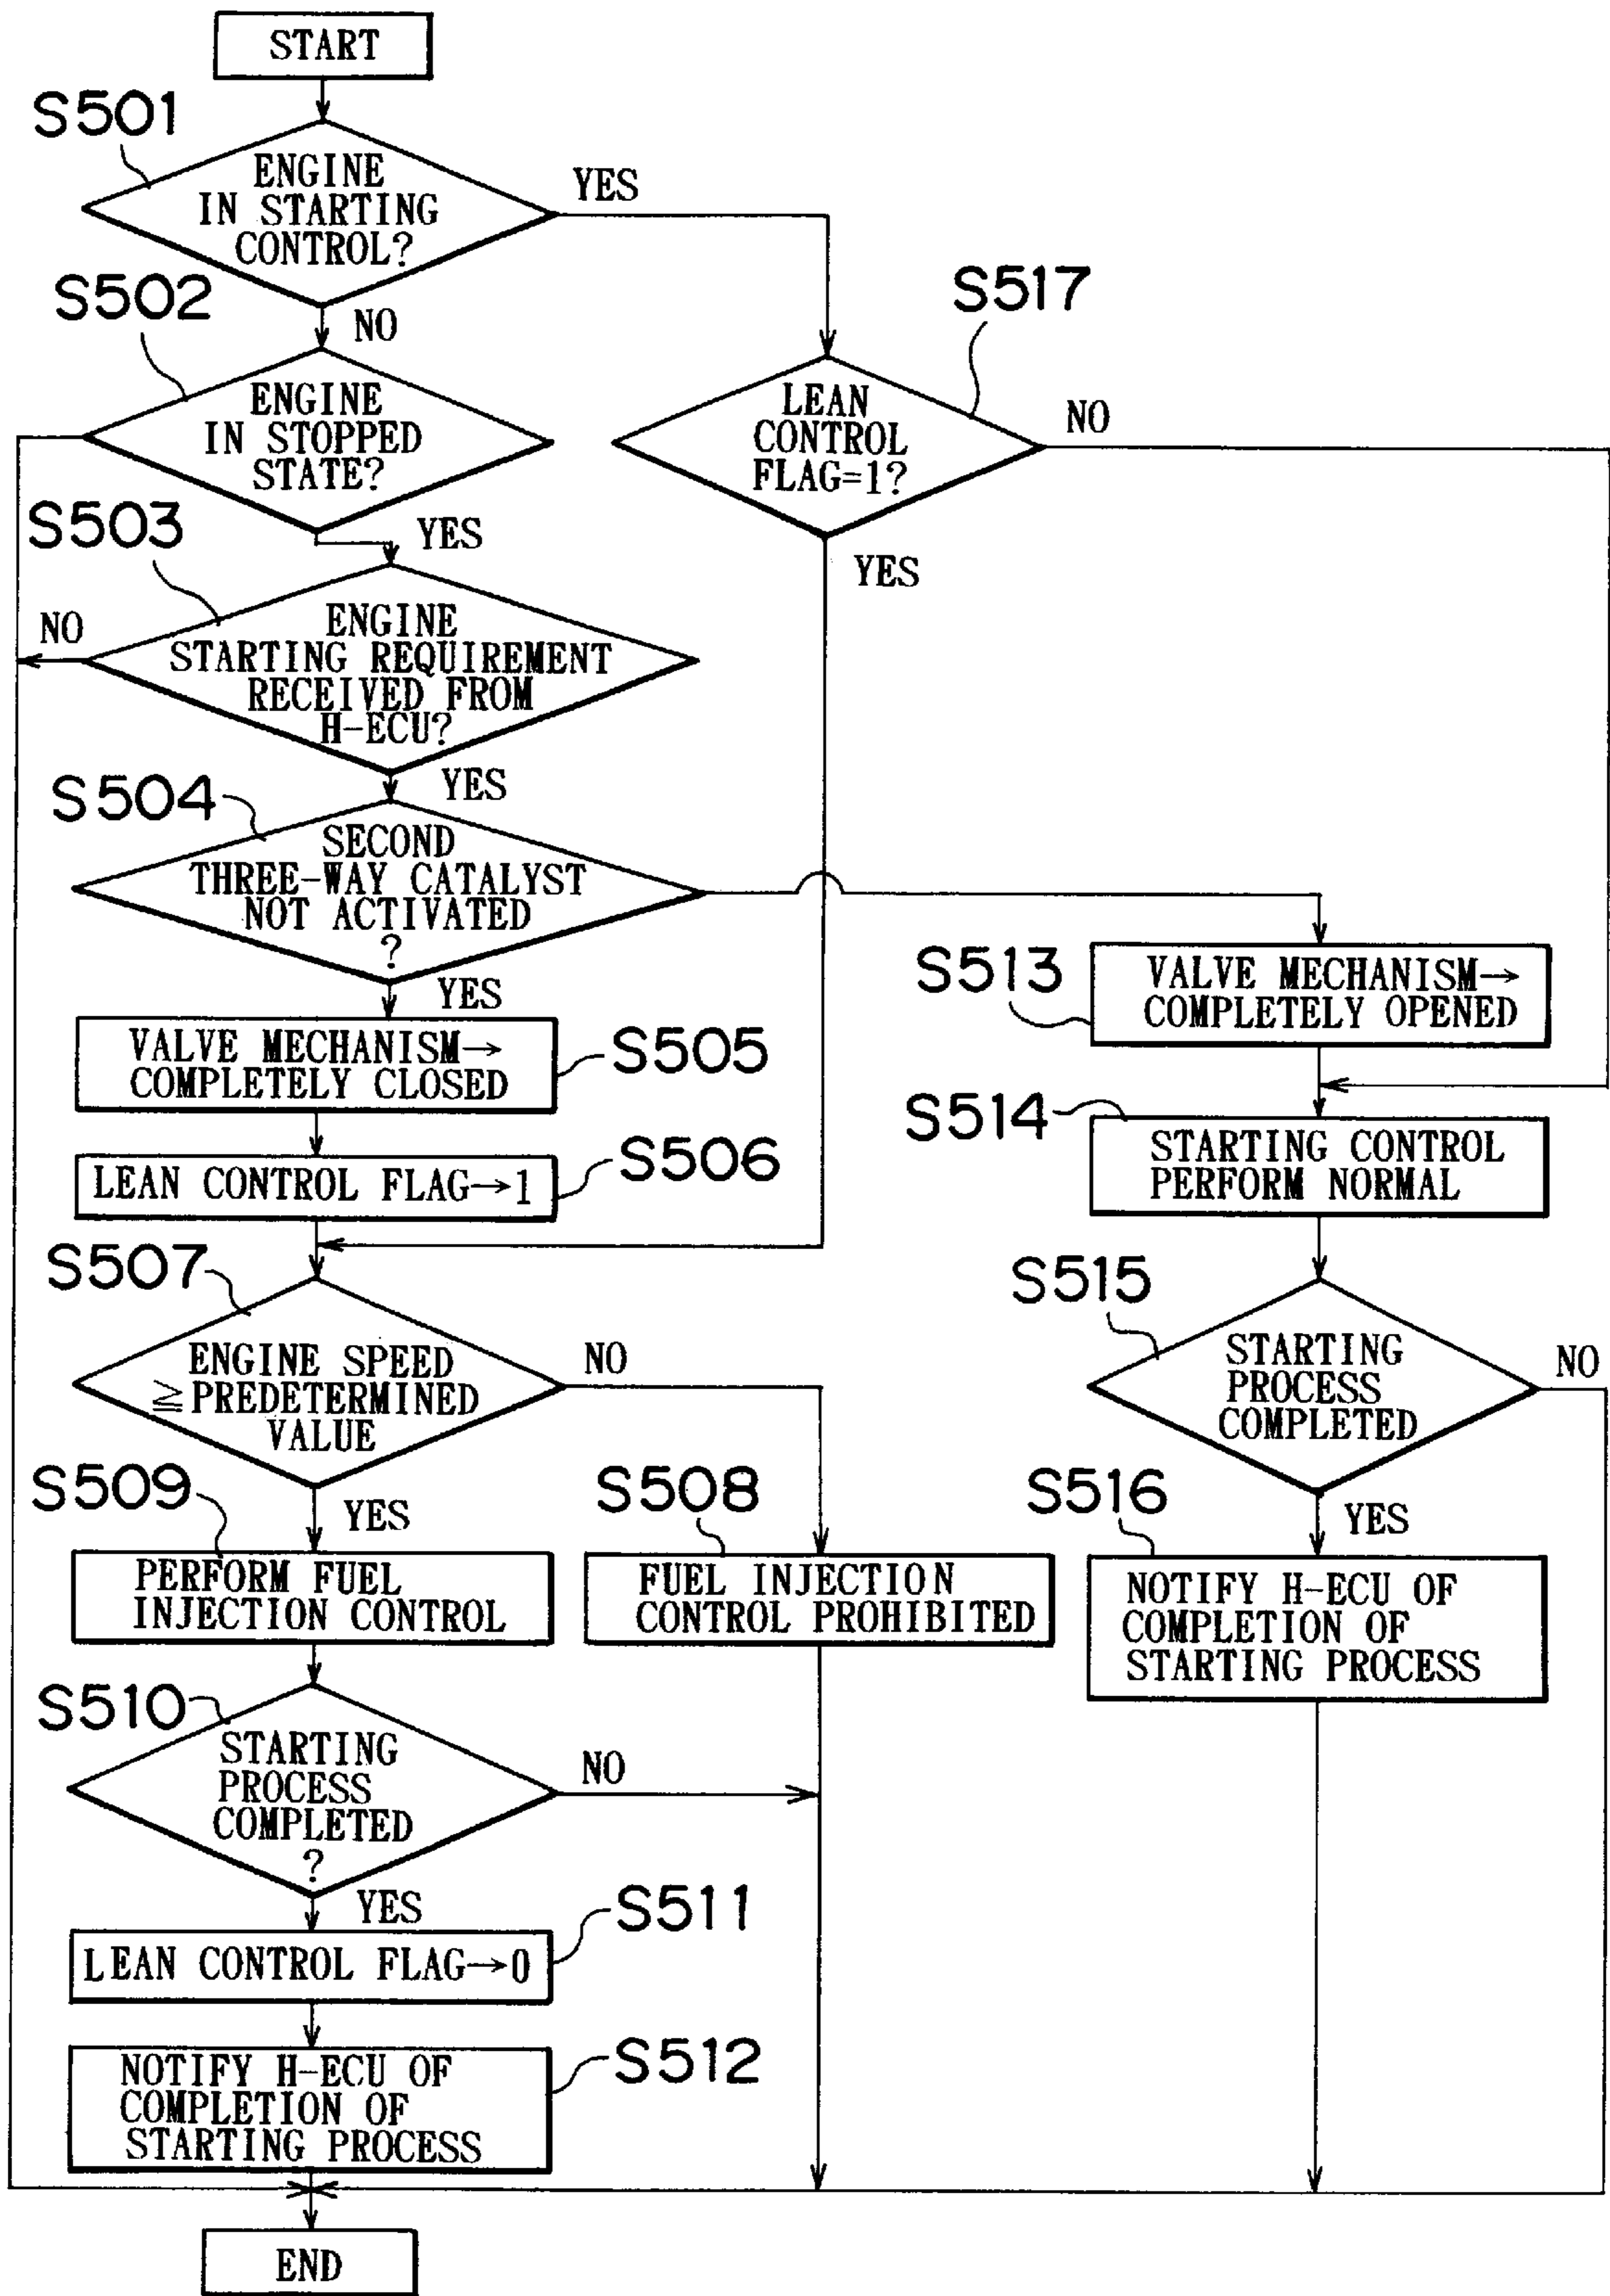 START
S501
ENGINE
IN STARTING
CONTROL?
YES
NO
S502
ENGINE
IN STOPPED
STATE?
YES
S517
LEAN
CONTROL
FLAG=1?
NO
YES
S503
ENGINE
STARTING REQUIREMENT
RECEIVED FROM
H-ECU?
NO
YES
S504
SECOND
THREE-WAY CATALYST
NOT ACTIVATED
?
YES
VALVE MECHANISM→
COMPLETELY CLOSED
S505
S513
VALVE MECHANISM→
COMPLETELY OPENED
LEAN CONTROL FLAG→1
S506
S514
STARTING CONTROL
PERFORM NORMAL
S507
ENGINE SPEED
≧PREDETERMINED
VALUE
NO
YES
S515
STARTING
PROCESS
COMPLETED
NO
YES
S509
PERFORM FUEL
INJECTION CONTROL
S508
FUEL INJECTION
CONTROL PROHIBITED
S516
NOTIFY H-ECU OF
COMPLETION OF
STARTING PROCESS
S510
STARTING
PROCESS
COMPLETED
?
NO
YES
LEAN CONTROL FLAG→0
S511
NOTIFY H-ECU OF
COMPLETION OF
STARTING PROCESS
S512
END